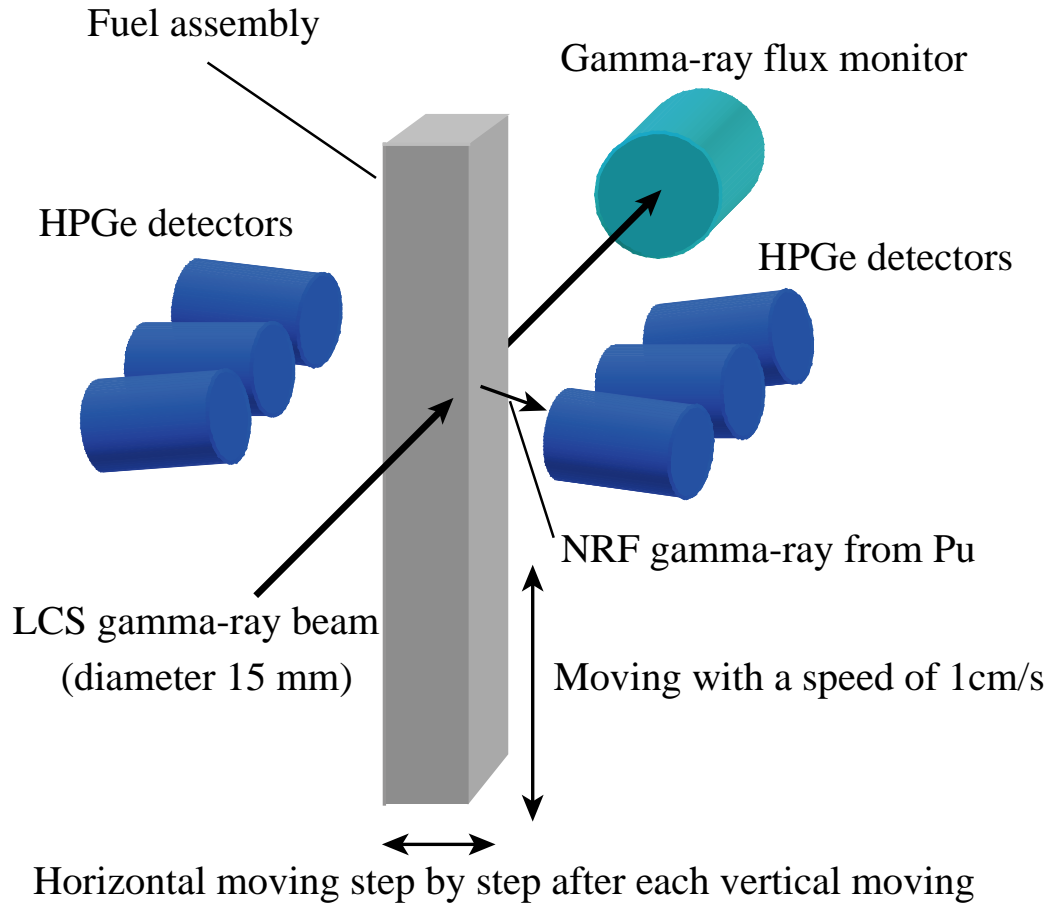 Fuel assembly
Gamma-ray flux monitor
HPGe detectors
HPGe detectors
NRF gamma-ray from Pu
LCS gamma-ray beam
(diameter 15 mm)
Moving with a speed of 1cm/s
Horizontal moving step by step after each vertical moving